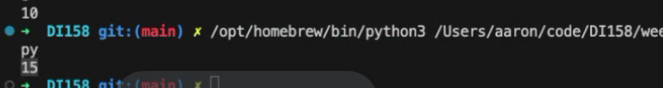 10
➜ DI158 git:(main) ✗ /opt/homebrew/bin/python3 /Users/aaron/code/DI158/wee
py
15
➜ DI158 git:(main) ✗